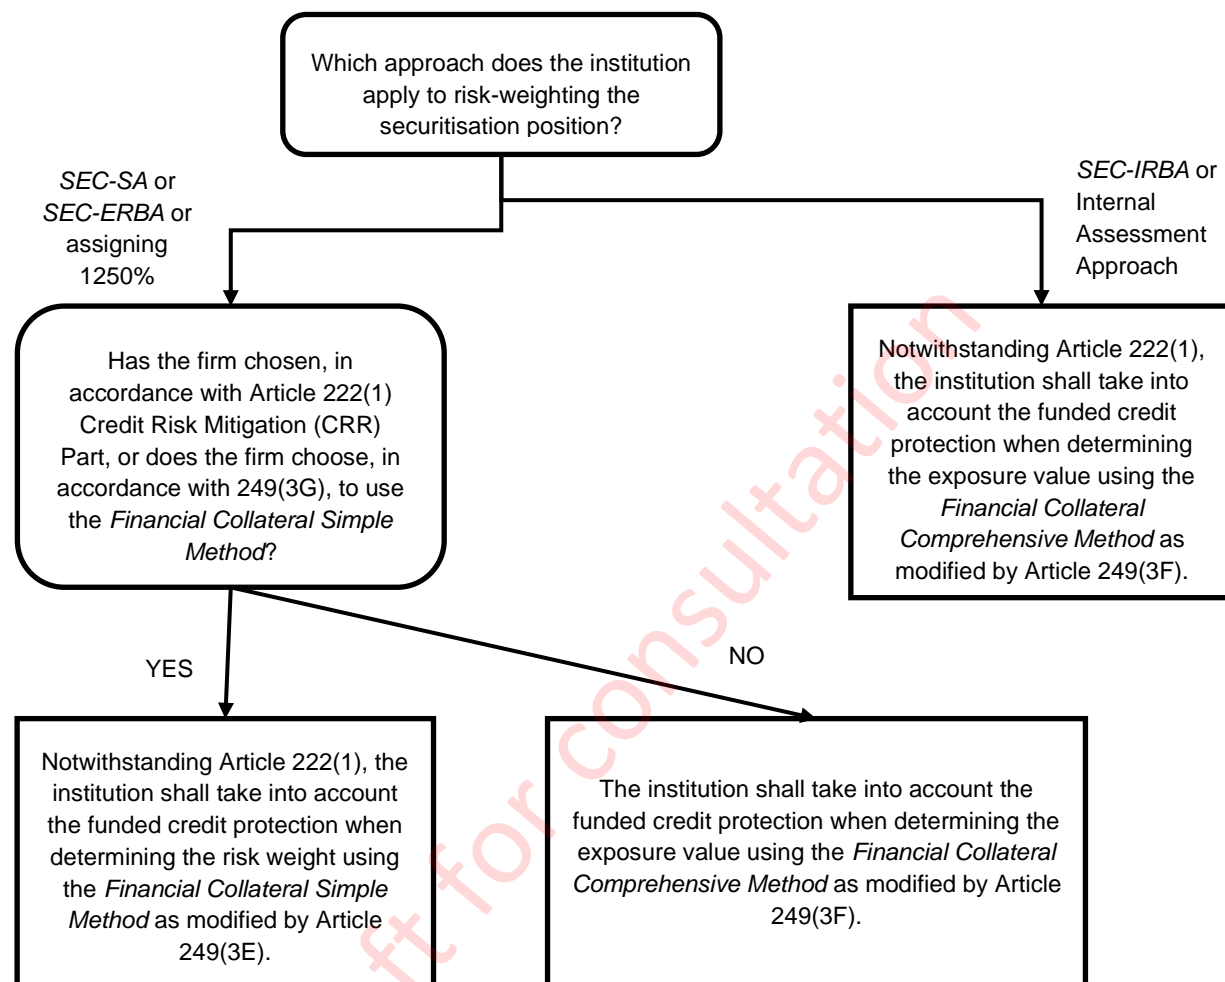 Which approach does the institution
apply to risk-weighting the
securitisation position?
SEC-SA or
SEC-ERBA or
assigning
1250%
SEC-IRBA or
Internal
Assessment
Approach
Has the firm chosen, in
accordance with Article 222(1)
Credit Risk Mitigation (CRR)
Part, or does the firm choose, in
accordance with 249(3G), to use
the Financial Collateral Simple
Method?
Notwithstanding Article 222(1),
the institution shall take into
account the funded credit
protection when determining
the exposure value using the
Financial Collateral
Comprehensive Method as
modified by Article 249(3F).
YES
NO
Notwithstanding Article 222(1), the
institution shall take into account
the funded credit protection when
determining the risk weight using
the Financial Collateral Simple
Method as modified by Article
249(3E).
The institution shall take into account the
funded credit protection when determining the
exposure value using the Financial Collateral
Comprehensive Method as modified by Article
249(3F).
ft for consultation